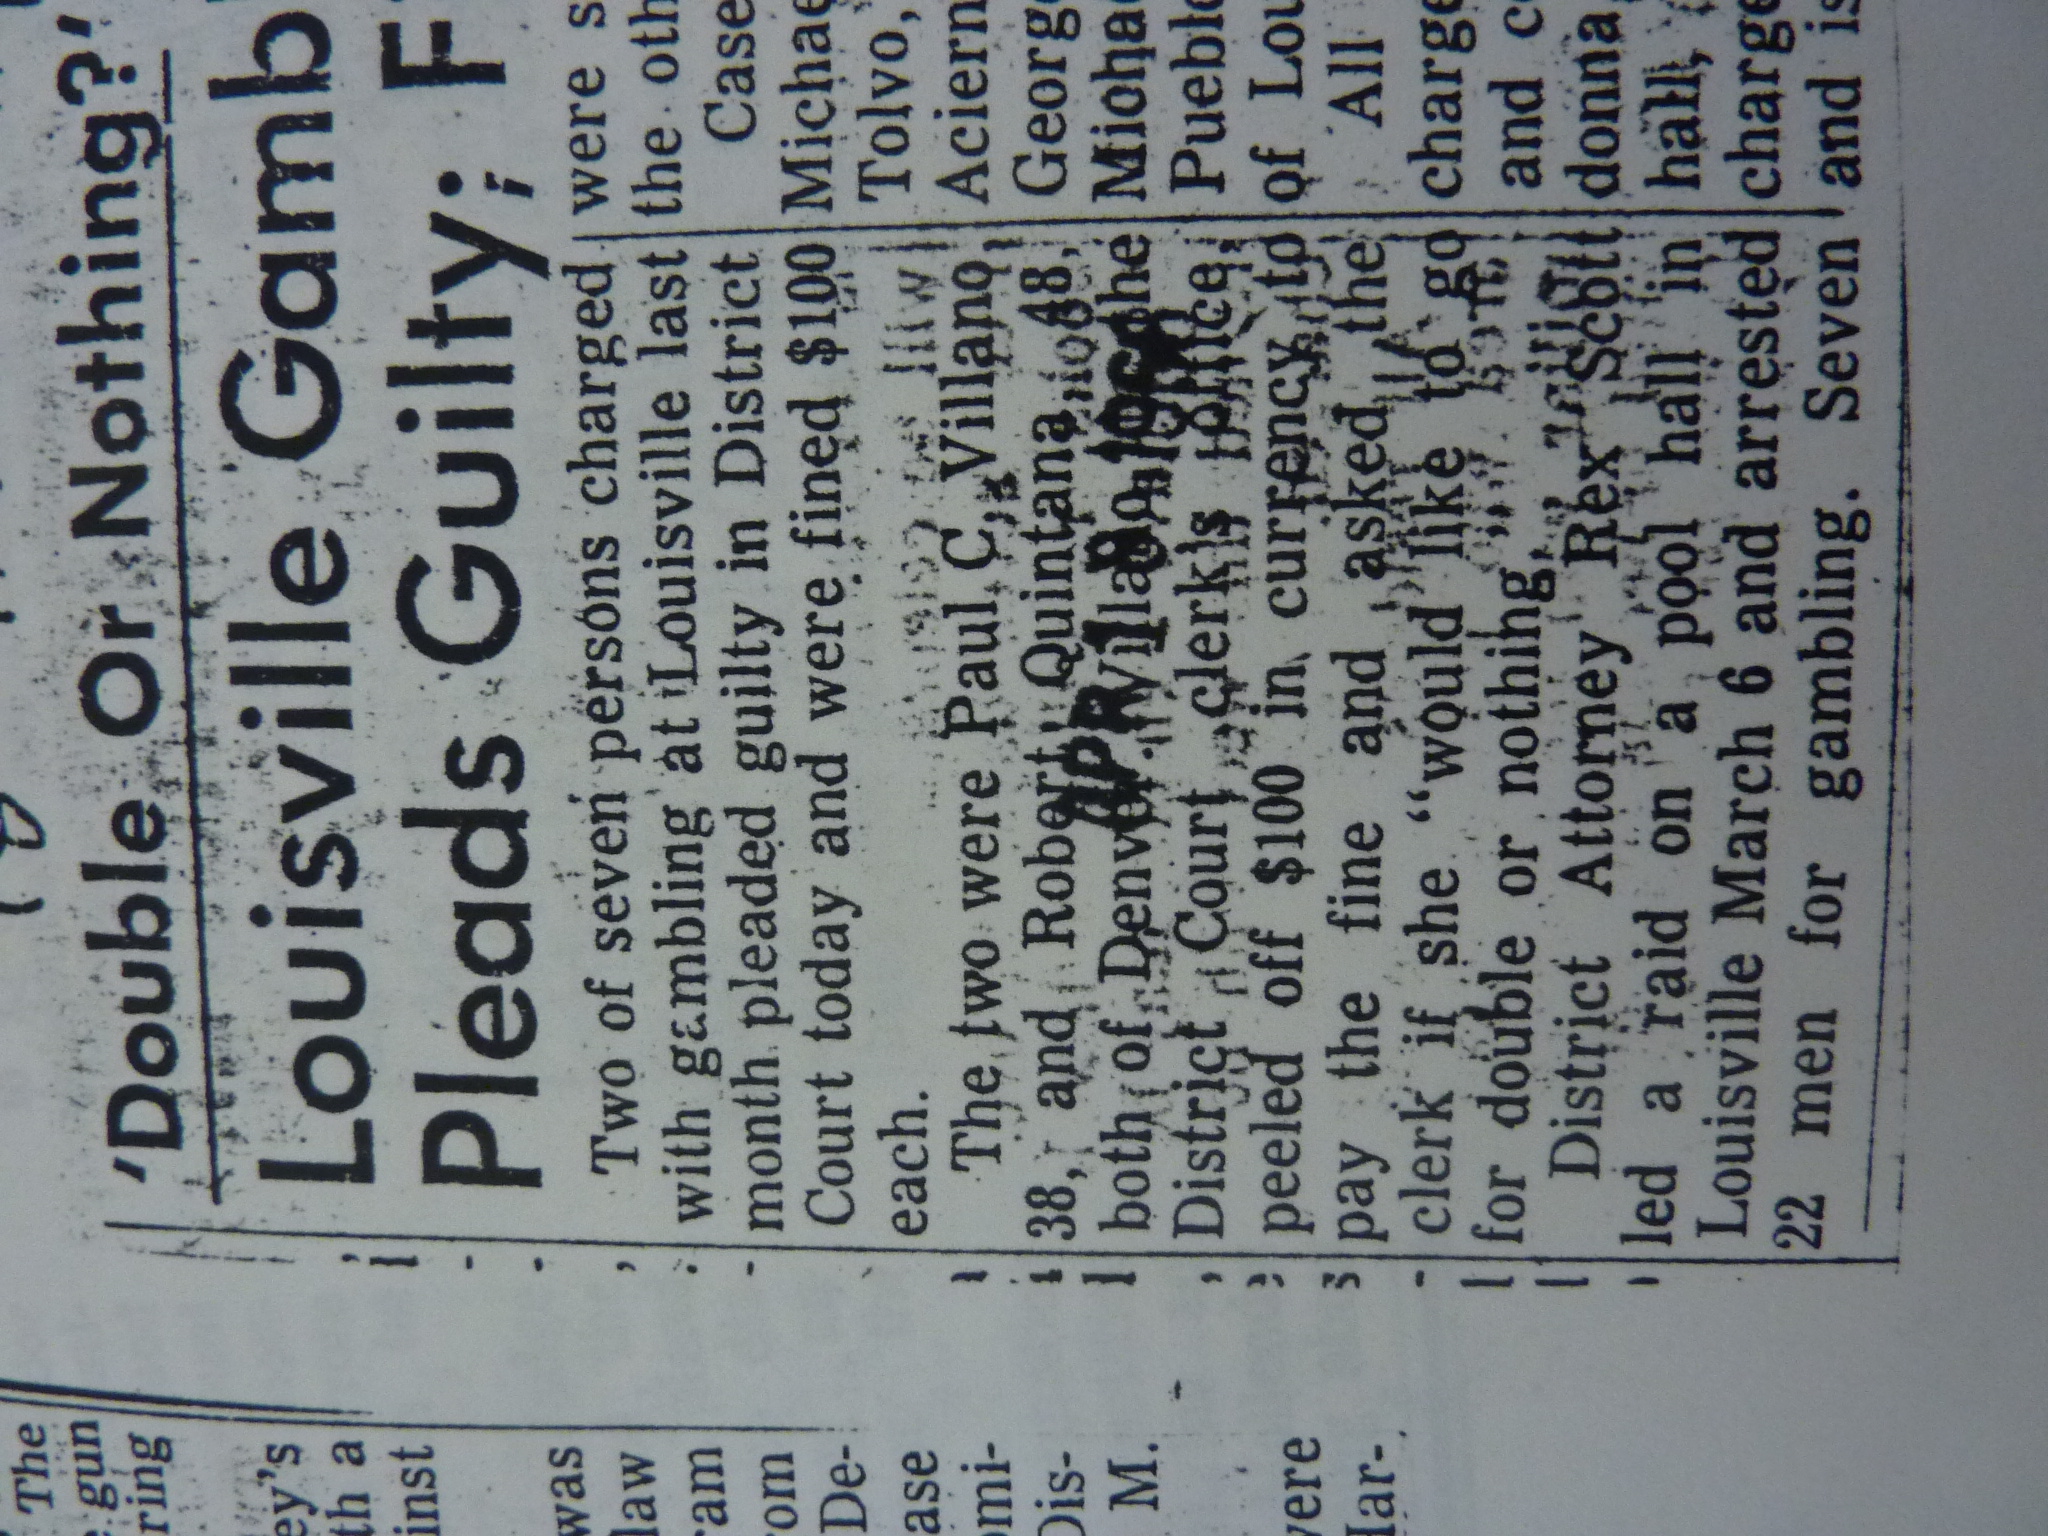 'Double Or Nothing?'
Louisville Gamb
Pleads Guilty; F
Two of seven persons charged
with gambling at Louisville last
month pleaded guilty in District
Court today and were fined $100
each.
The two were Paul C. Villano,
38, and Robert Quintana, 48,
both of Denver. Villano
District Court clerk's office,
peeled off $100 in currency to
pay the fine and asked the
clerk if she "would like to go
for double or nothing."
District Attorney Rex Scott
led a raid on a pool hall in
Louisville March 6 and arrested
22 men for gambling. Seven
were s
the oth
Case
Michae
Tolvo,
Aciern
George
Michae
Pueblo
of Lou
All
charge
and c
donna
hall,
charge
and is
The
gun
ring
ey's
th a
inst
was
law
ram
rom
De-
ase
omi-
Dis-
M.
were
Har-